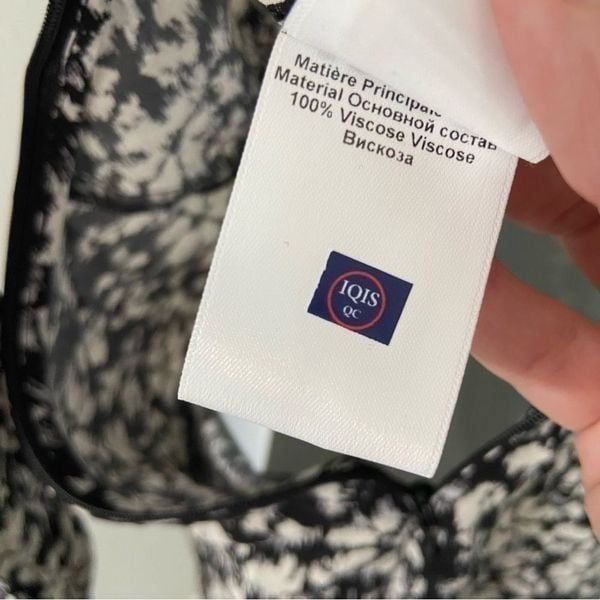 Matière Principale
Material Основной состав
100% Viscose Viscose
Вискоза
IQIS
QC